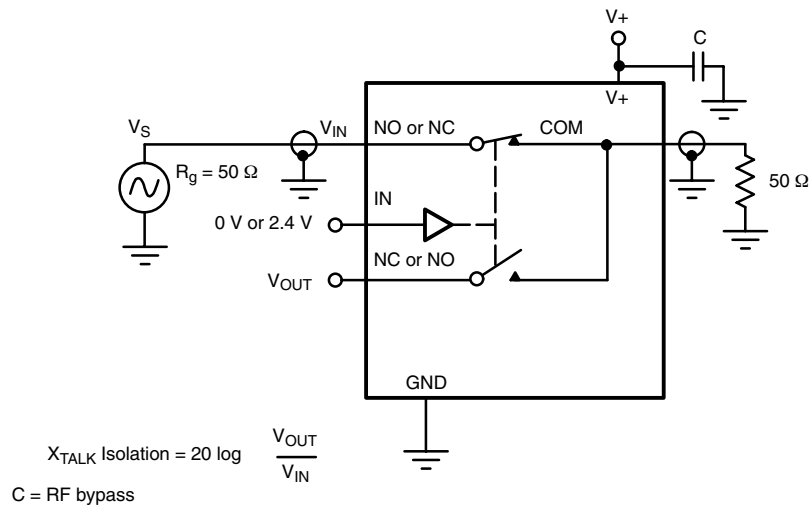 V+
C
V+
VS
VIN
NO or NC
COM
Rg = 50 Ω
50 Ω
IN
0 V or 2.4 V
NC or NO
VOUT
GND
XTALK Isolation = 20 log VOUT
VIN
C = RF bypass